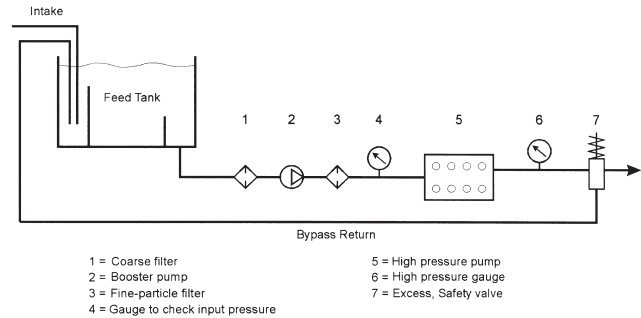 Intake
Feed Tank
1 2 3 4 5 6 7
Bypass Return
1 = Coarse filter
2 = Booster pump
3 = Fine-particle filter
4 = Gauge to check input pressure
5 = High pressure pump
6 = High pressure gauge
7 = Excess, Safety valve